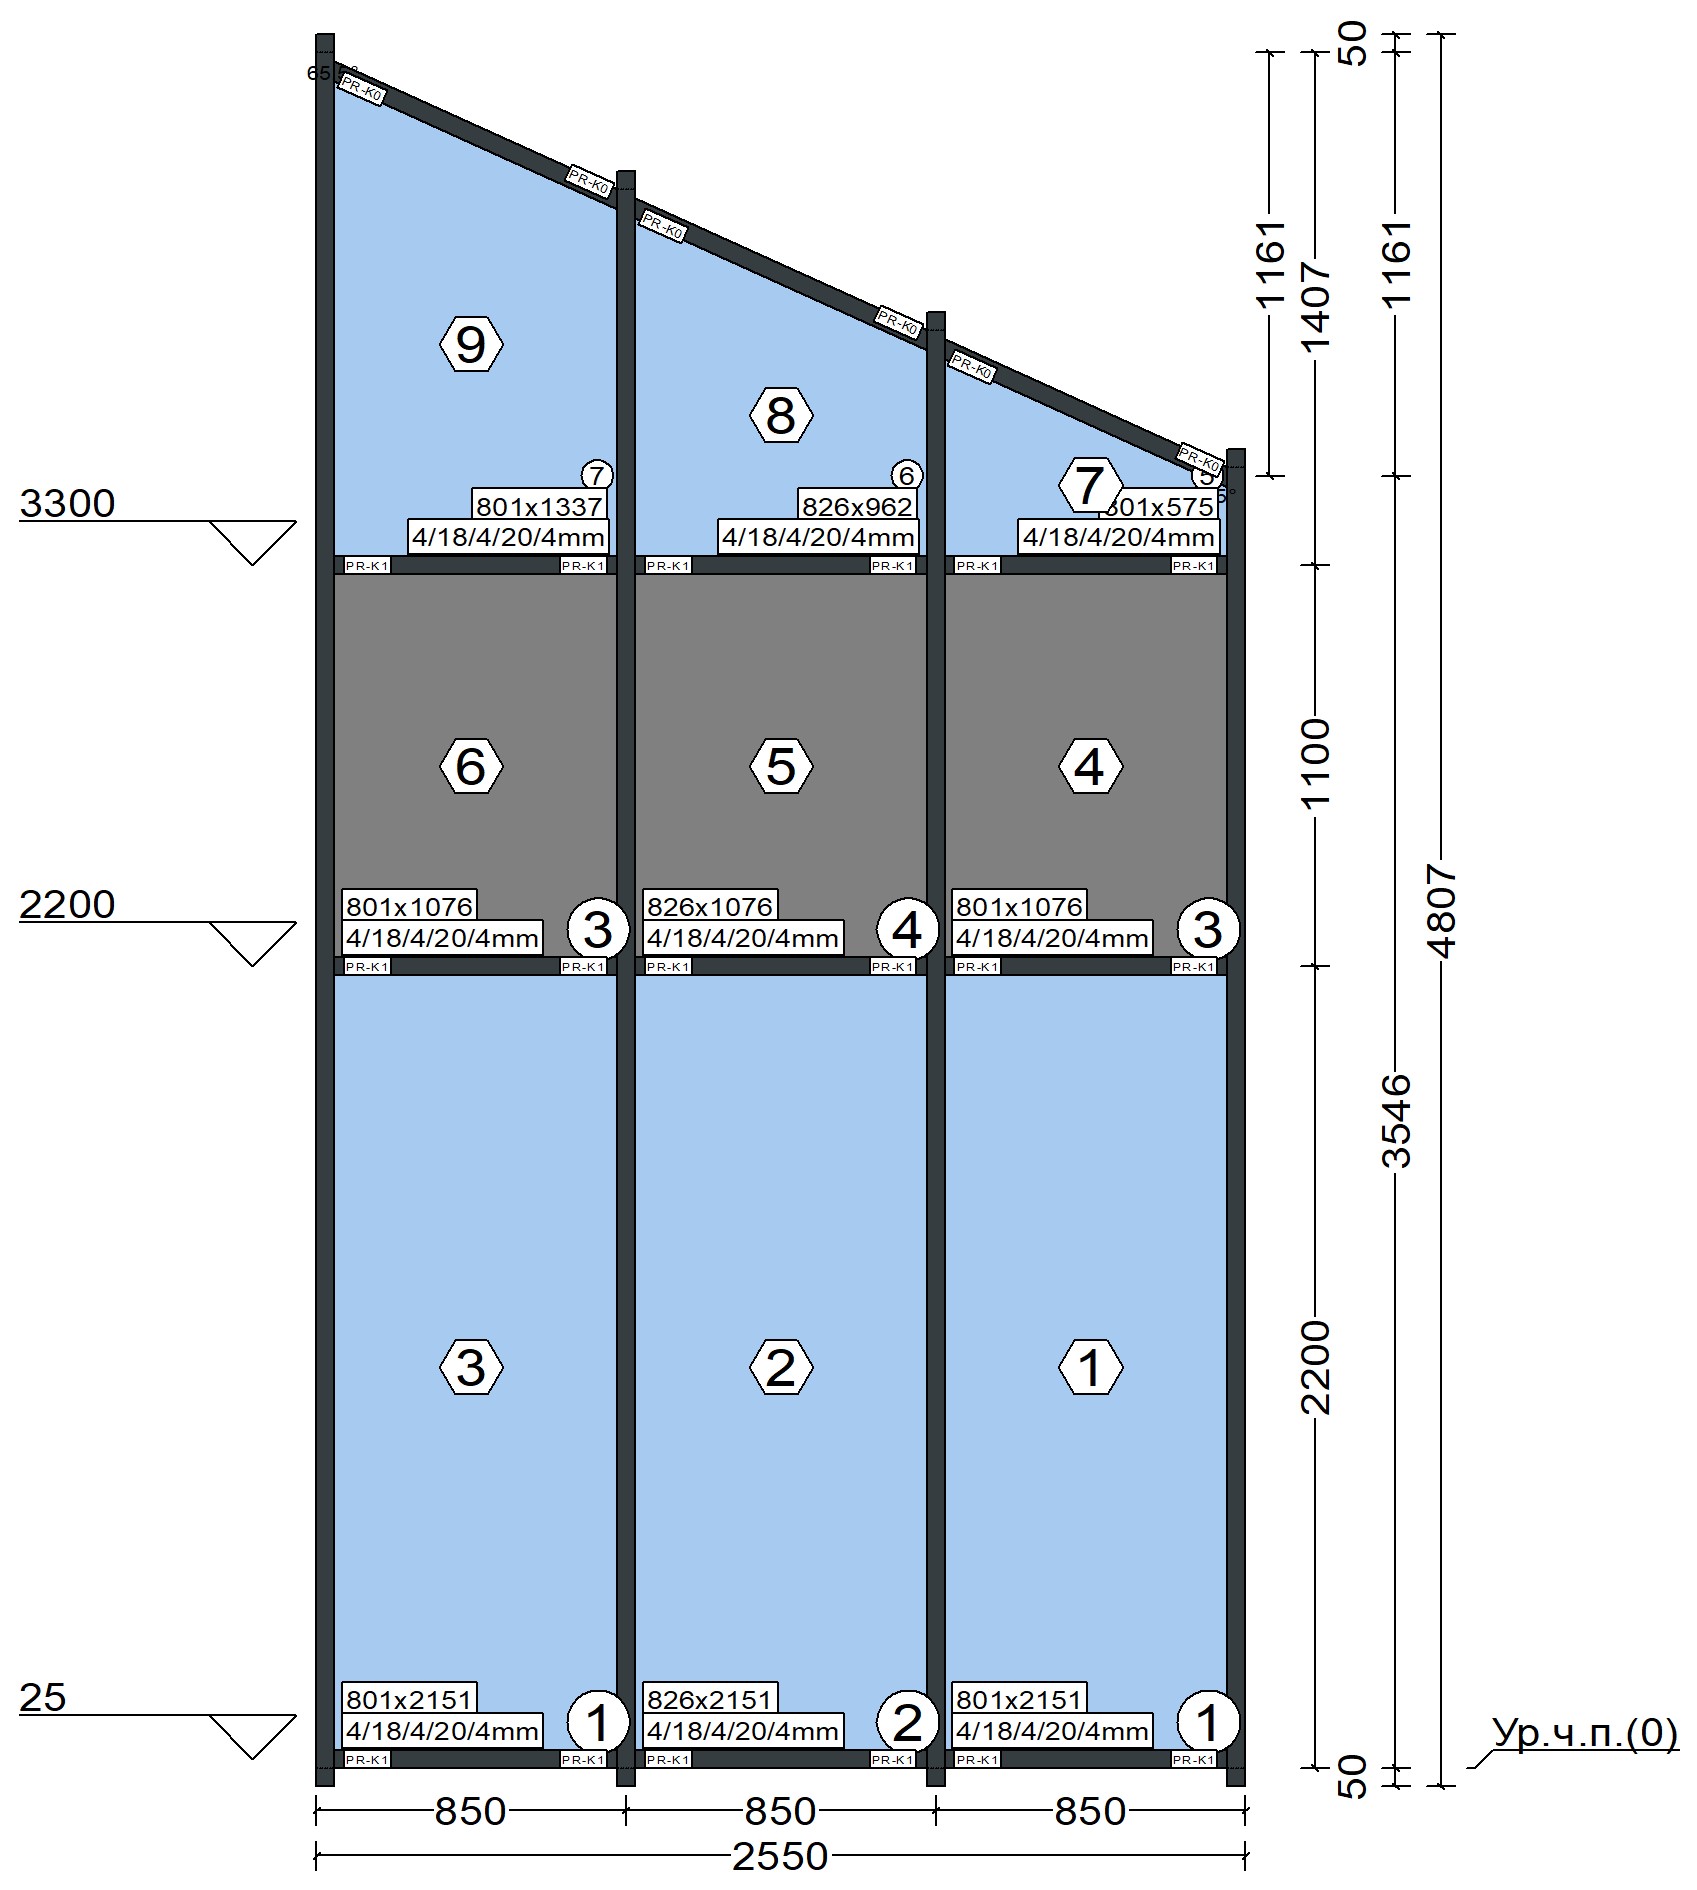 50
65,5°
PR-K0
PR-K0
PR-K0
PR-K0
PR-K0
PR-K0
1161
1407
1161
9
8
7
7
6
5
5°
3300
801x1337
826x962
801x575
4/18/4/20/4mm
4/18/4/20/4mm
4/18/4/20/4mm
PR-K1
PR-K1
PR-K1
PR-K1
PR-K1
PR-K1
6
5
4
1100
2200
801x1076
826x1076
801x1076
4/18/4/20/4mm
3
4/18/4/20/4mm
4
4/18/4/20/4mm
3
4807
PR-K1
PR-K1
PR-K1
PR-K1
PR-K1
PR-K1
3546
3
2
1
2200
25
801x2151
826x2151
801x2151
4/18/4/20/4mm
1
4/18/4/20/4mm
2
4/18/4/20/4mm
1
Ур.ч.п.(0)
PR-K1
PR-K1
PR-K1
PR-K1
PR-K1
PR-K1
50
850
850
850
2550